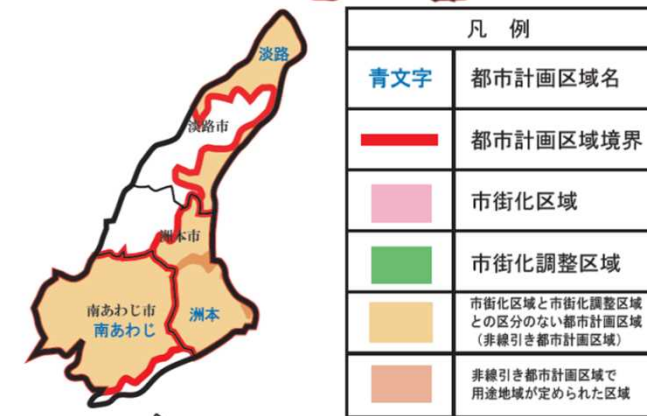 淡路
淡路市
洲本市
南あわじ市
南あわじ
洲本
凡 例
青文字
都市計画区域名
都市計画区域境界
市街化区域
市街化調整区域
市街化区域と市街化調整区域
との区分のない都市計画区域
（非線引き都市計画区域）
非線引き都市計画区域で
用途地域が定められた区域